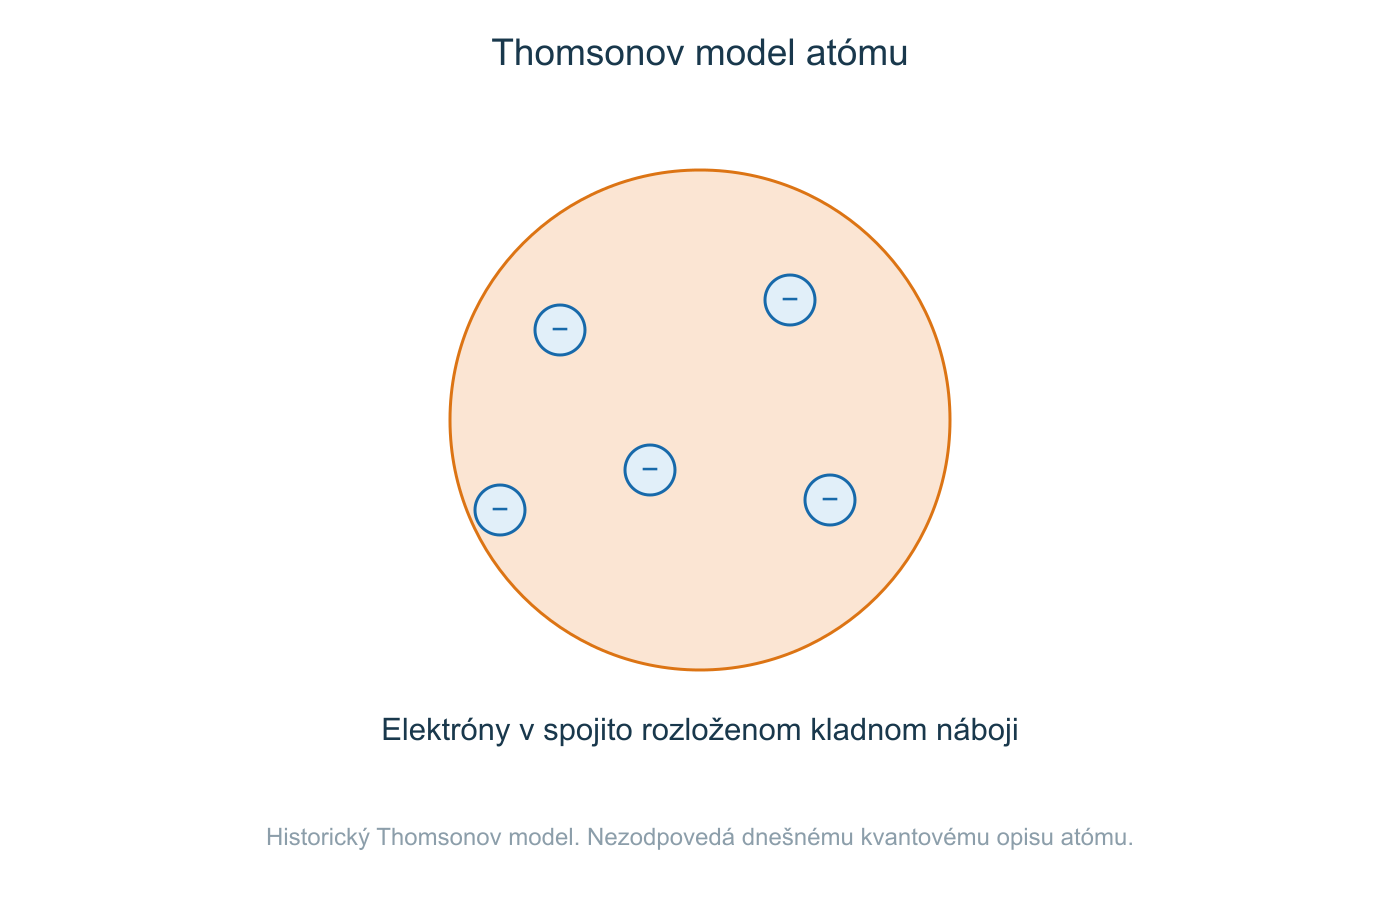 Thomsonov model atómu
−
−
−
−
−
Elektróny v spojito rozloženom kladnom náboji
Historický Thomsonov model. Nezodpovedá dnešnému kvantovému opisu atómu.